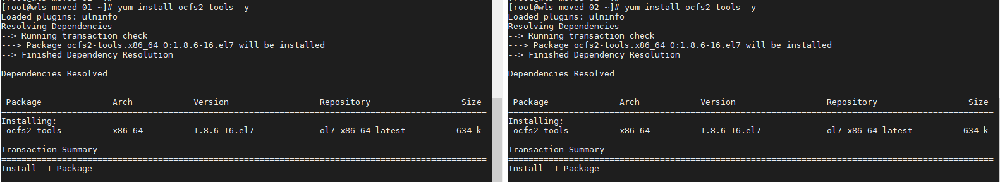 [root@wls-moved-01 ~]# yum install ocfs2-tools -y
Loaded plugins: ulninfo
Resolving Dependencies
--> Running transaction check
---> Package ocfs2-tools.x86_64 0:1.8.6-16.el7 will be installed
--> Finished Dependency Resolution
Dependencies Resolved
================================================================================================
Package Arch Version Repository Size
================================================================================================
Installing:
ocfs2-tools x86_64 1.8.6-16.el7 ol7_x86_64-latest 634 k
Transaction Summary
================================================================================================
Install 1 Package
[root@wls-moved-02 ~]# yum install ocfs2-tools -y
Loaded plugins: ulninfo
Resolving Dependencies
--> Running transaction check
---> Package ocfs2-tools.x86_64 0:1.8.6-16.el7 will be installed
--> Finished Dependency Resolution
Dependencies Resolved
================================================================================================
Package Arch Version Repository Size
================================================================================================
Installing:
ocfs2-tools x86_64 1.8.6-16.el7 ol7_x86_64-latest 634 k
Transaction Summary
================================================================================================
Install 1 Package